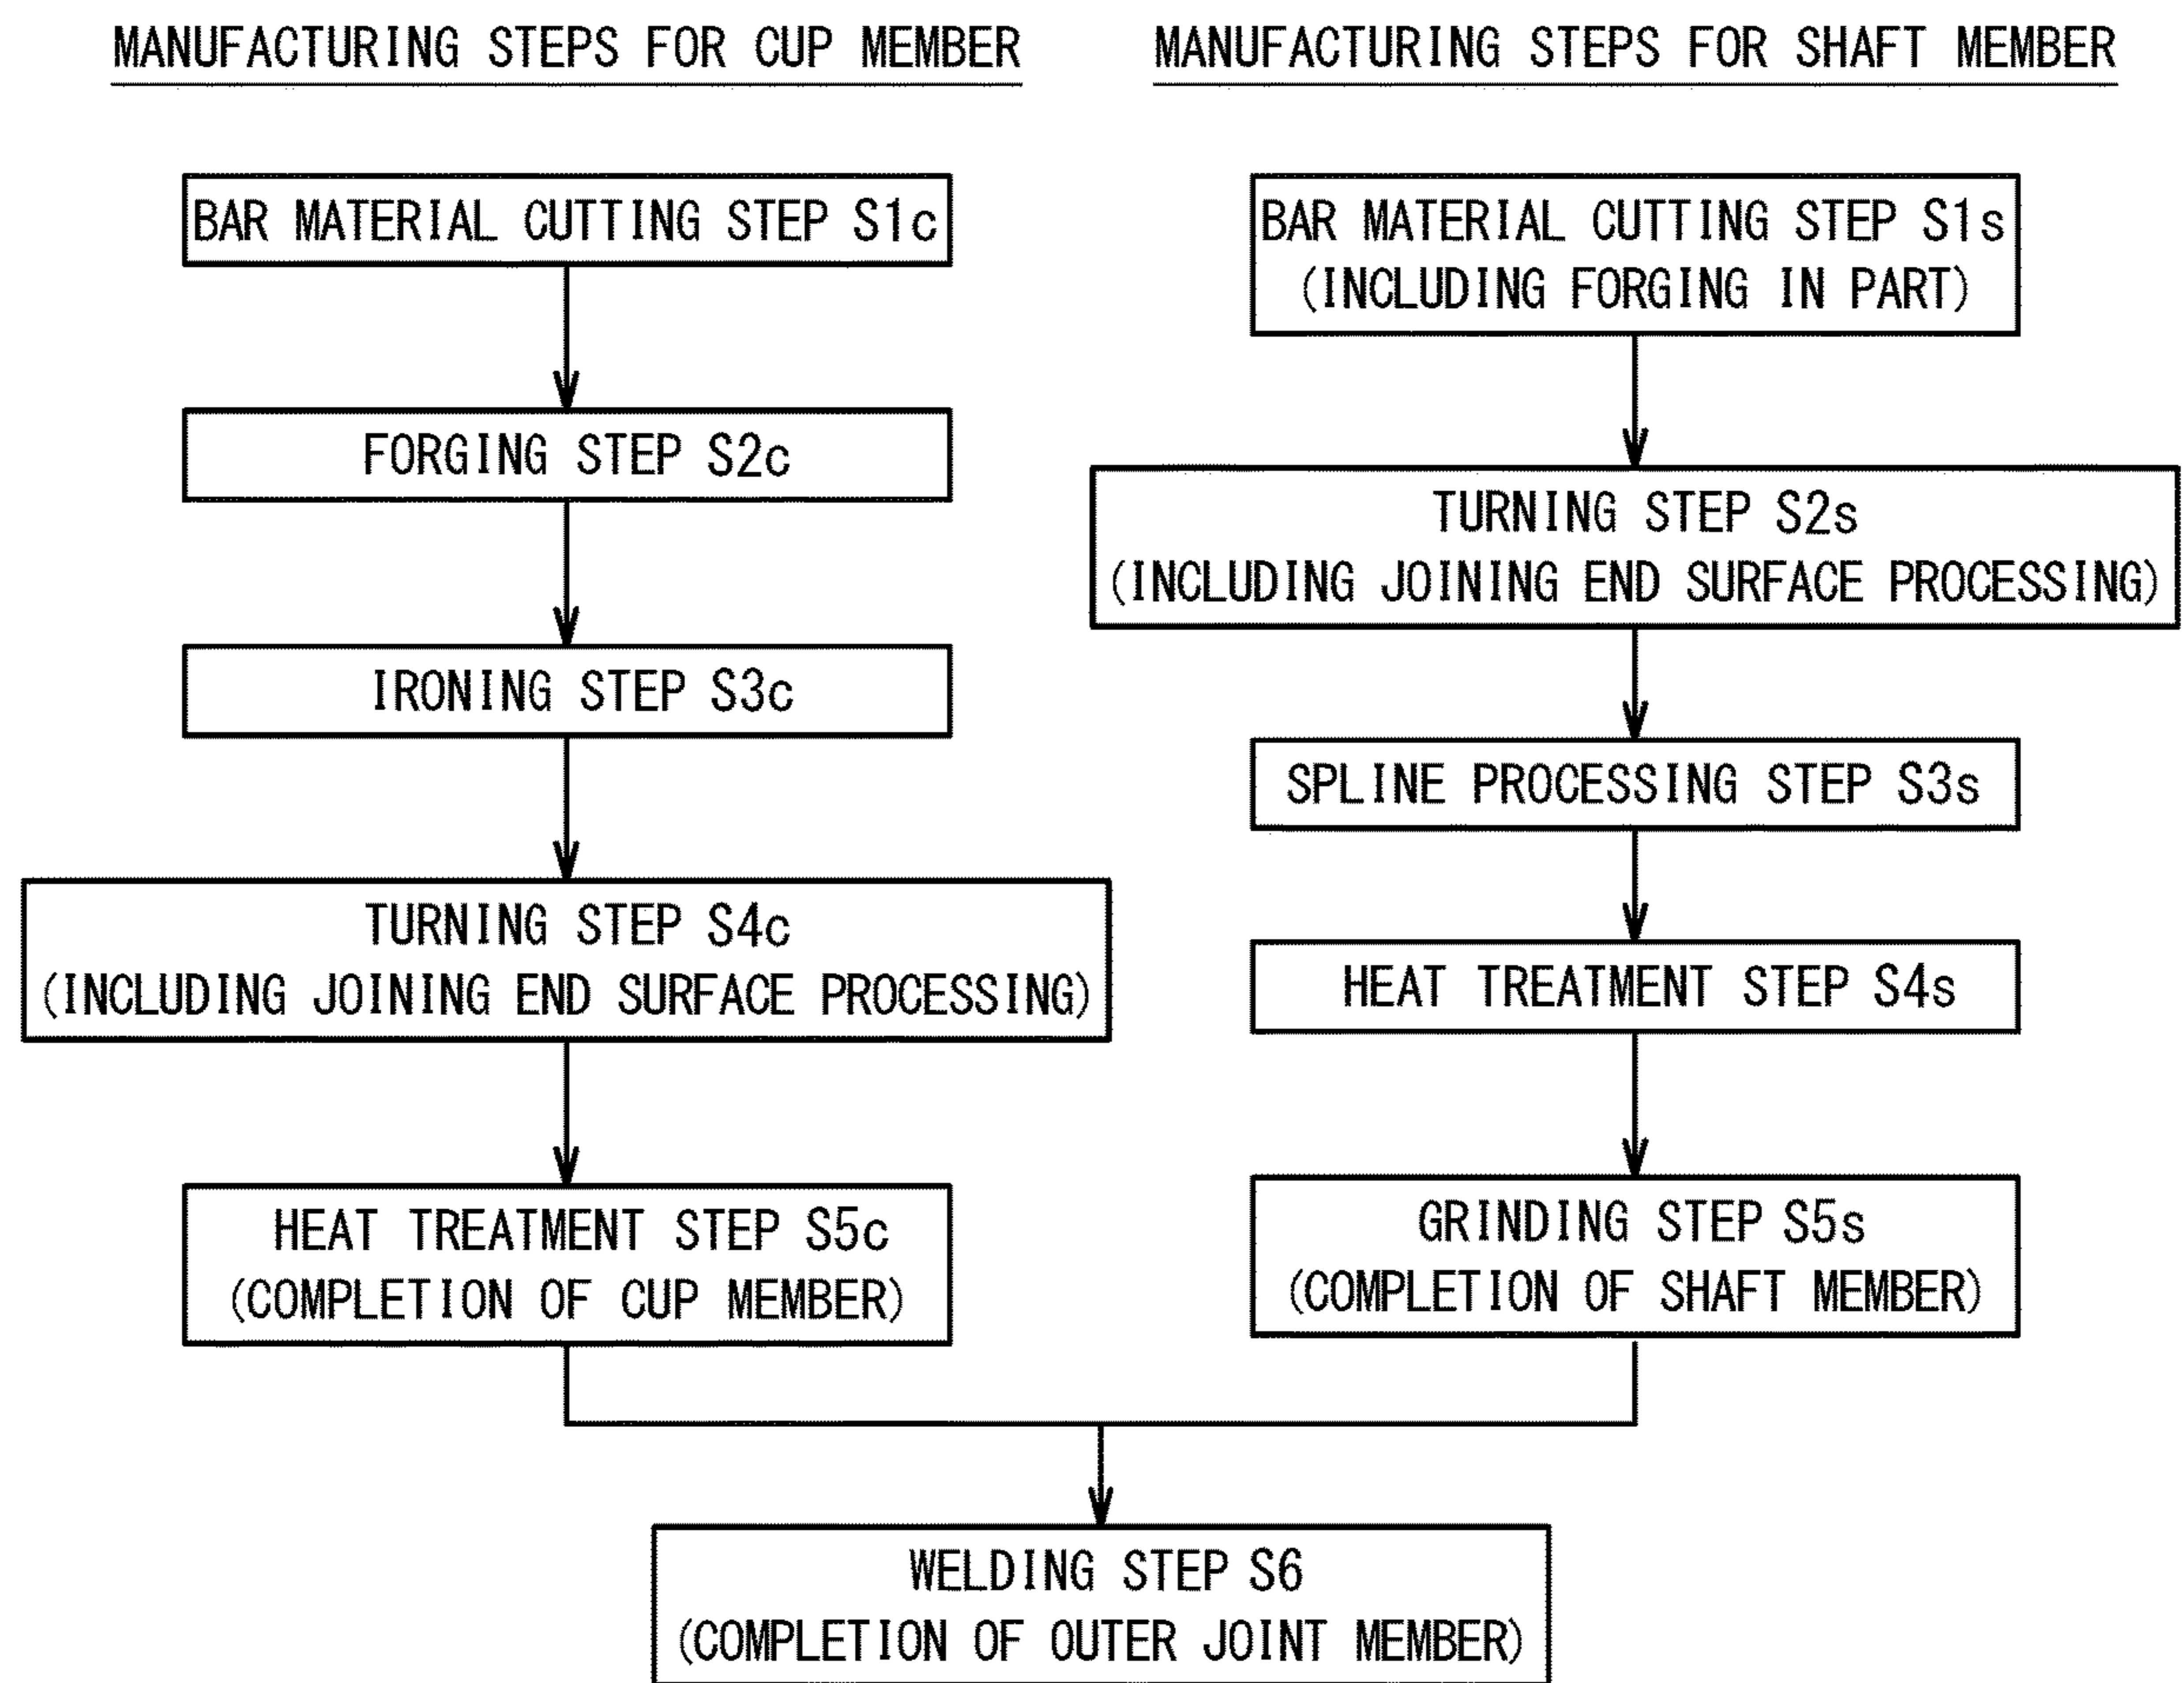 MANUFACTURING STEPS FOR CUP MEMBER
BAR MATERIAL CUTTING STEP S1c
FORGING STEP S2c
IRONING STEP S3c
TURNING STEP S4c
(INCLUDING JOINING END SURFACE PROCESSING)
HEAT TREATMENT STEP S5c
(COMPLETION OF CUP MEMBER)
MANUFACTURING STEPS FOR SHAFT MEMBER
BAR MATERIAL CUTTING STEP S1s
(INCLUDING FORGING IN PART)
TURNING STEP S2s
(INCLUDING JOINING END SURFACE PROCESSING)
SPLINE PROCESSING STEP S3s
HEAT TREATMENT STEP S4s
GRINDING STEP S5s
(COMPLETION OF SHAFT MEMBER)
WELDING STEP S6
(COMPLETION OF OUTER JOINT MEMBER)